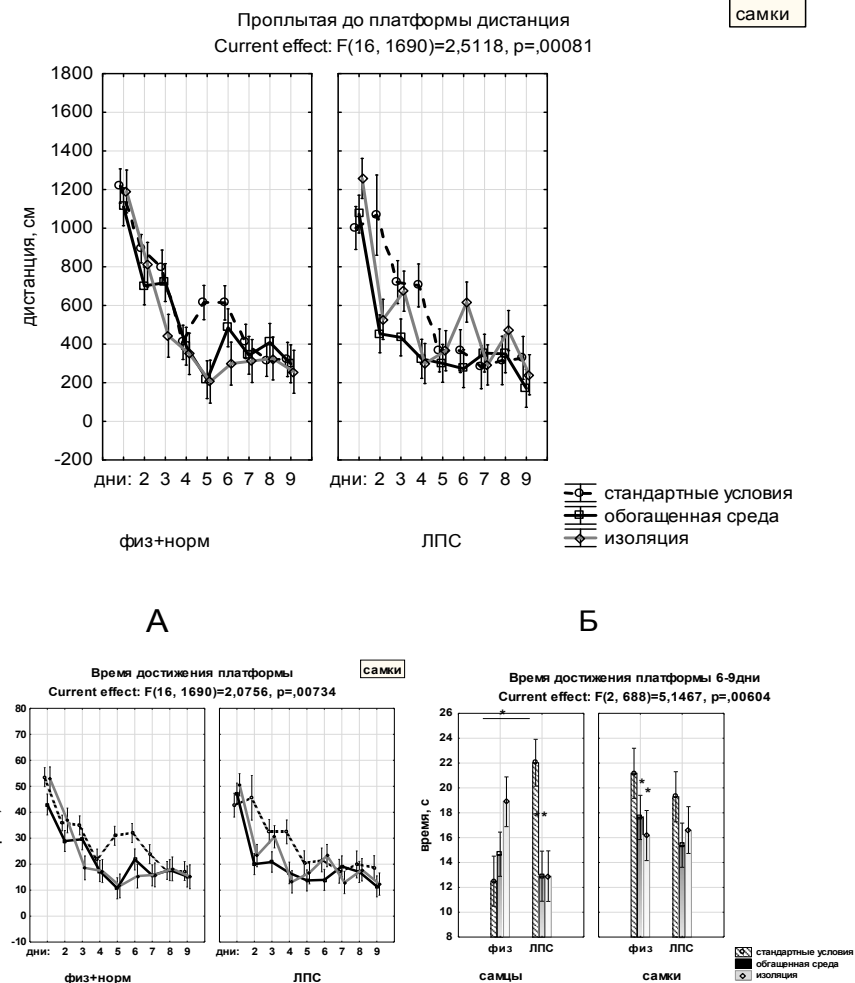 самки
Проплытая до платформы дистанция
Current effect: F(16, 1690)=2,5118, p=,00081
дистанция, см
1800
1600
1400
1200
1000
800
600
400
200
0
-200
дни: 2 3 4 5 6 7 8 9
дни: 2 3 4 5 6 7 8 9
физ+норм
ЛПС
стандартные условия
обогащенная среда
изоляция
А
Б
Время достижения платформы
самки
Current effect: F(16, 1690)=2,0756, p=,00734
80
70
60
50
40
30
20
10
0
-10
дни: 2 3 4 5 6 7 8 9
дни: 2 3 4 5 6 7 8 9
физ+норм
ЛПС
Время достижения платформы 6-9дни
Current effect: F(2, 688)=5,1467, p=,00604
время, с
26
24
22
20
18
16
14
12
10
8
*
* *
*
*
физ ЛПС
физ ЛПС
самцы
самки
стандартные условия
обгащенная среда
изоляция